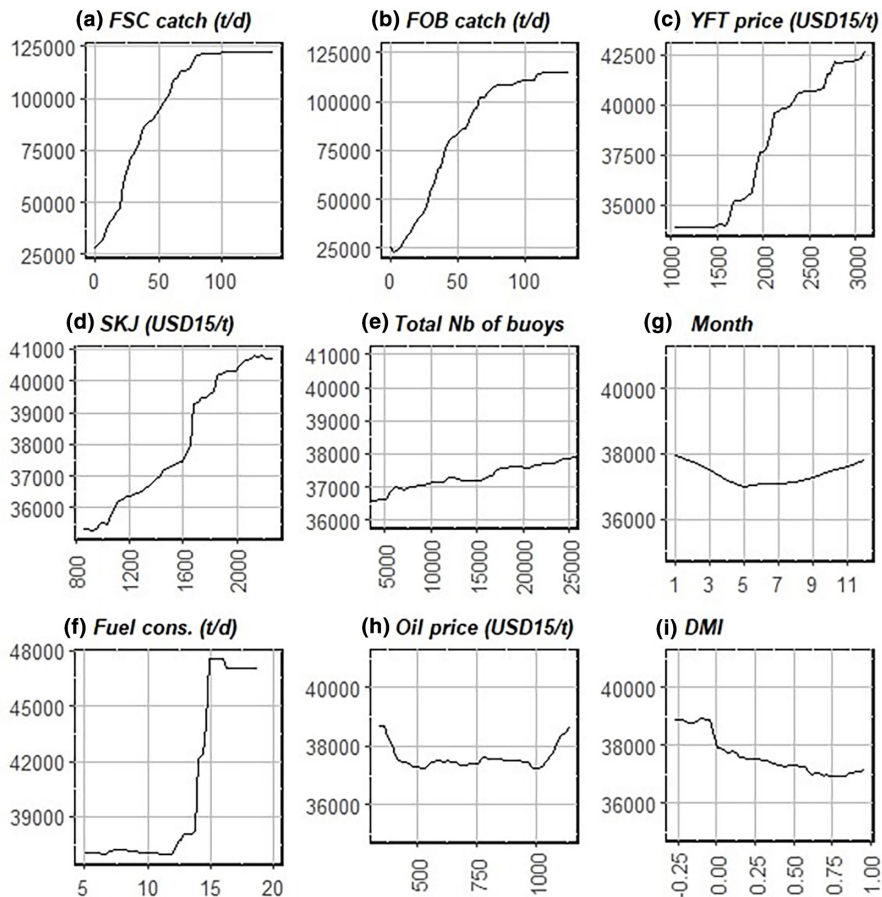 (a) FSC catch (t/d)
125000
100000
75000
50000
25000
0 50 100
(b) FOB catch (t/d)
125000
100000
75000
50000
25000
0 50 100
(c) YFT price (USD15/t)
42500
40000
37500
35000
1000 1500 2000 2500 3000
(d) SKJ (USD15/t)
41000
40000
39000
38000
37000
36000
800 1200 1600 2000
(e) Total Nb of buoys
41000
40000
39000
38000
37000
36000
5000 10000 15000 20000 25000
(g) Month
40000
38000
36000
1 3 5 7 9 11
(f) Fuel cons. (t/d)
48000
45000
42000
39000
5 10 15 20
(h) Oil price (USD15/t)
40000
38000
36000
500 750 1000
(i) DMI
40000
38000
36000
-0.25 0.00 0.25 0.50 0.75 1.00